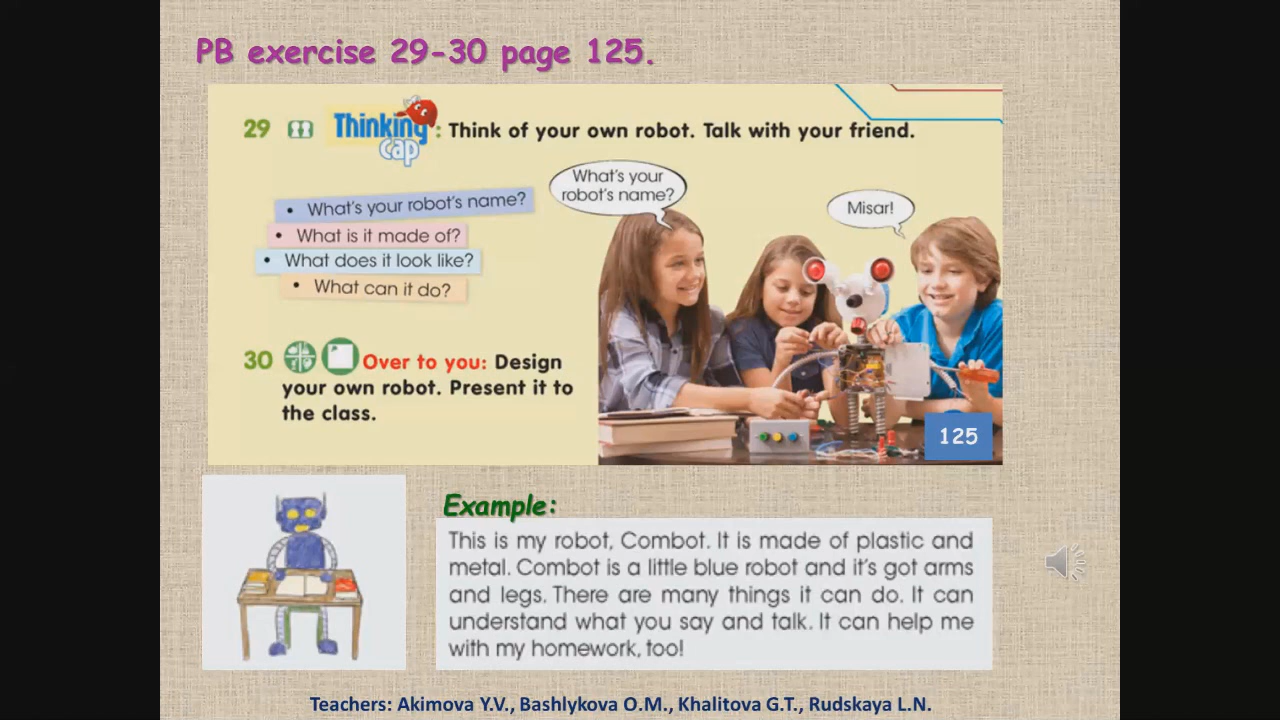 PB exercise 29-30 page 125.
29 Thinking cap: Think of your own robot. Talk with your friend.
What's your
robot's name?
Misar!
• What's your robot's name?
• What is it made of?
• What does it look like?
• What can it do?
30 Over to you: Design
your own robot. Present it to
the class.
125
Example:
This is my robot, Combot. It is made of plastic and
metal. Combot is a little blue robot and it's got arms
and legs. There are many things it can do. It can
understand what you say and talk. It can help me
with my homework, too!
Teachers: Akimova Y.V., Bashlykova O.M., Khalitova G.T., Rudskaya L.N.